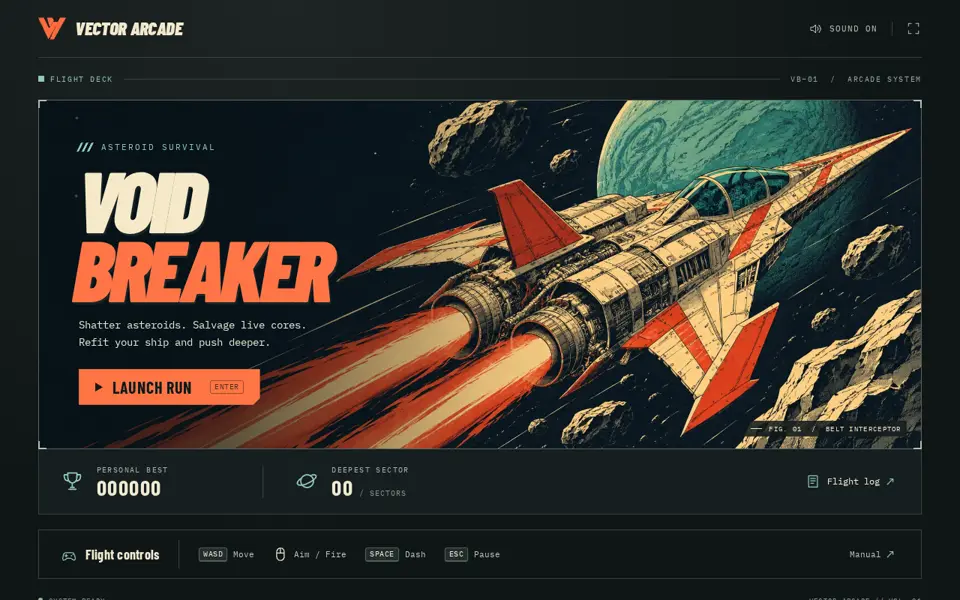 VECTOR ARCADE
SOUND ON
FLIGHT DECK
VB-01 / ARCADE SYSTEM
/// ASTEROID SURVIVAL
VOID
BREAKER
Shatter asteroids. Salvage live cores.
Refit your ship and push deeper.
LAUNCH RUN ENTER
FIG. 01 / BELT INTERCEPTOR
PERSONAL BEST
000000
DEEPEST SECTOR
00 / SECTORS
Flight log ↗
Flight controls
WASD Move
Aim / Fire
SPACE Dash
ESC Pause
Manual ↗